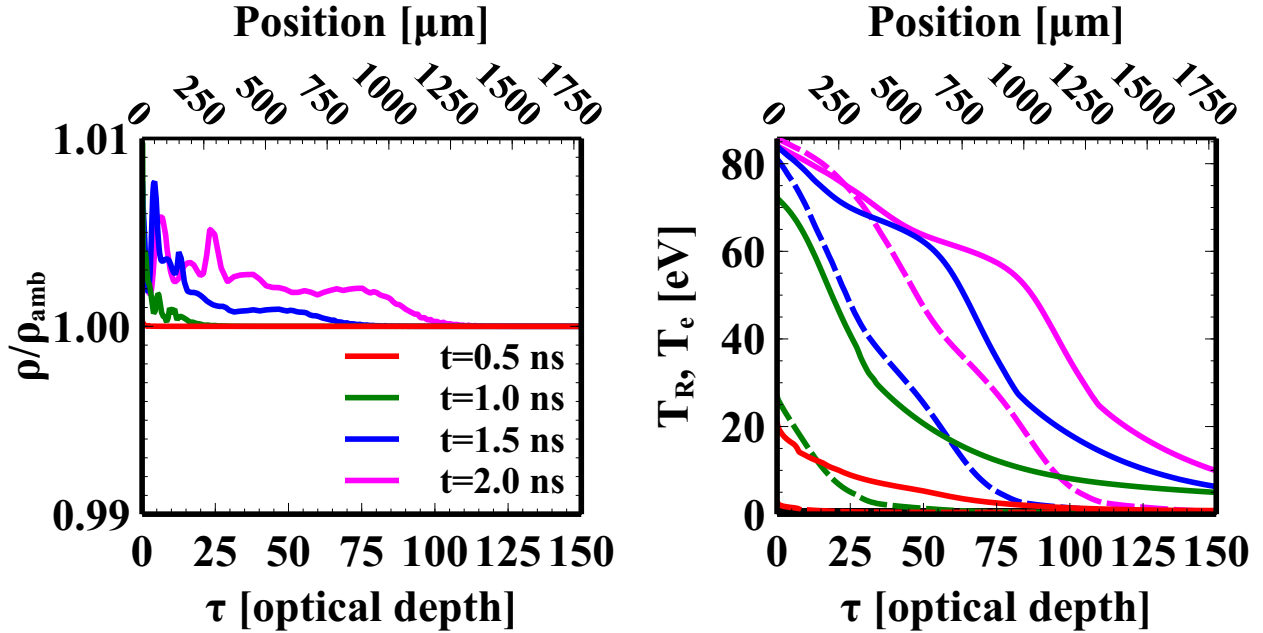 Position [μm]
0 250 500 750 1000 1250 1500 1750
1.01
1.00
0.99
ρ/ρamb
t=0.5 ns
t=1.0 ns
t=1.5 ns
t=2.0 ns
0 25 50 75 100 125 150
τ [optical depth]
Position [μm]
0 250 500 750 1000 1250 1500 1750
80
60
40
20
0
TR, Te [eV]
0 25 50 75 100 125 150
τ [optical depth]